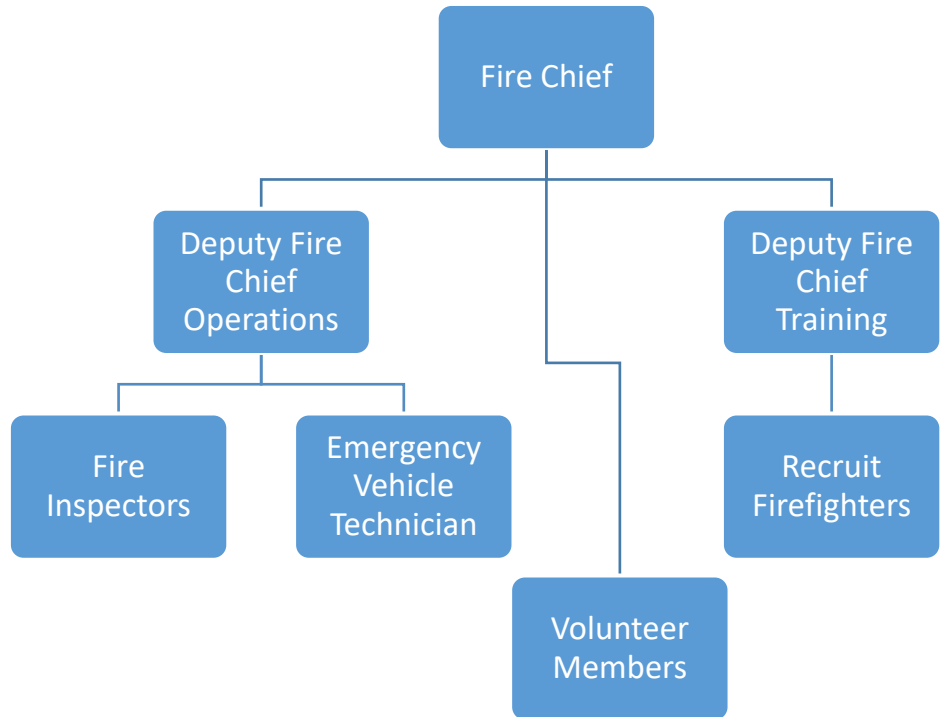 Fire Chief
Deputy Fire
Chief
Operations
Deputy Fire
Chief
Training
Fire
Inspectors
Emergency
Vehicle
Technician
Recruit
Firefighters
Volunteer
Members